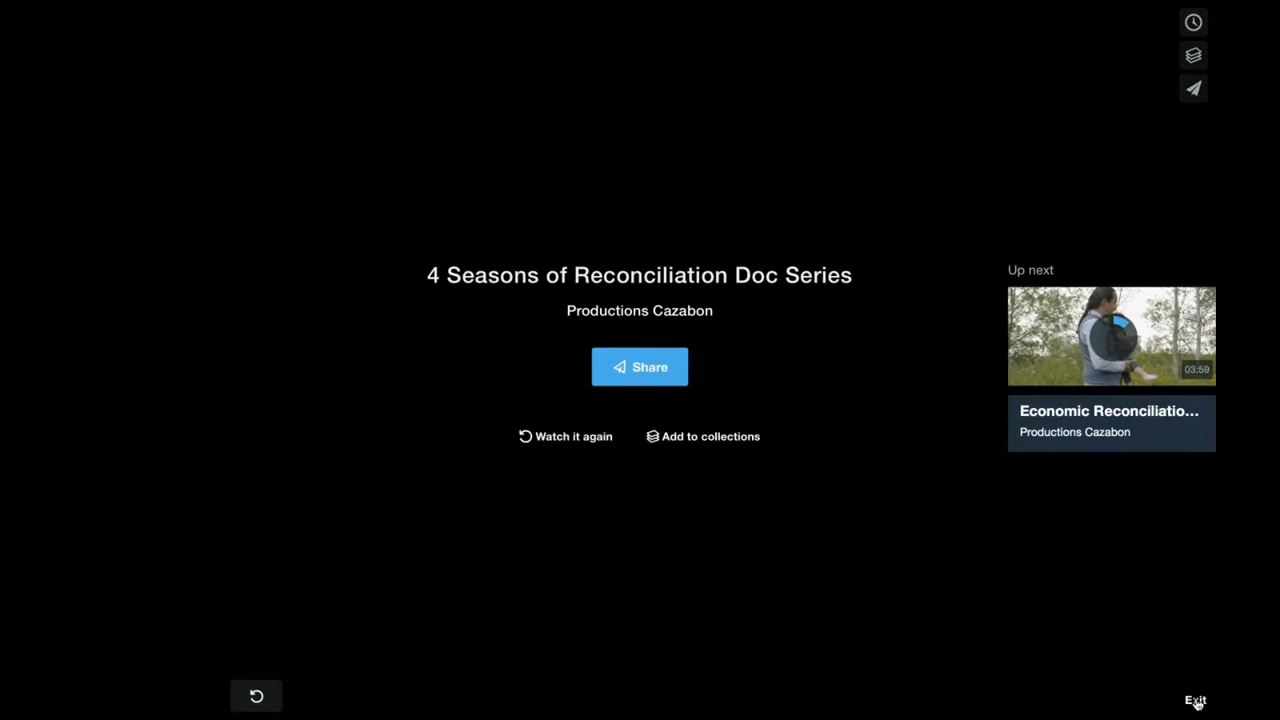 4 Seasons of Reconciliation Doc Series
Productions Cazabon
Share
Watch it again
Add to collections
Up next
03:59
Economic Reconciliatio...
Productions Cazabon
Exit